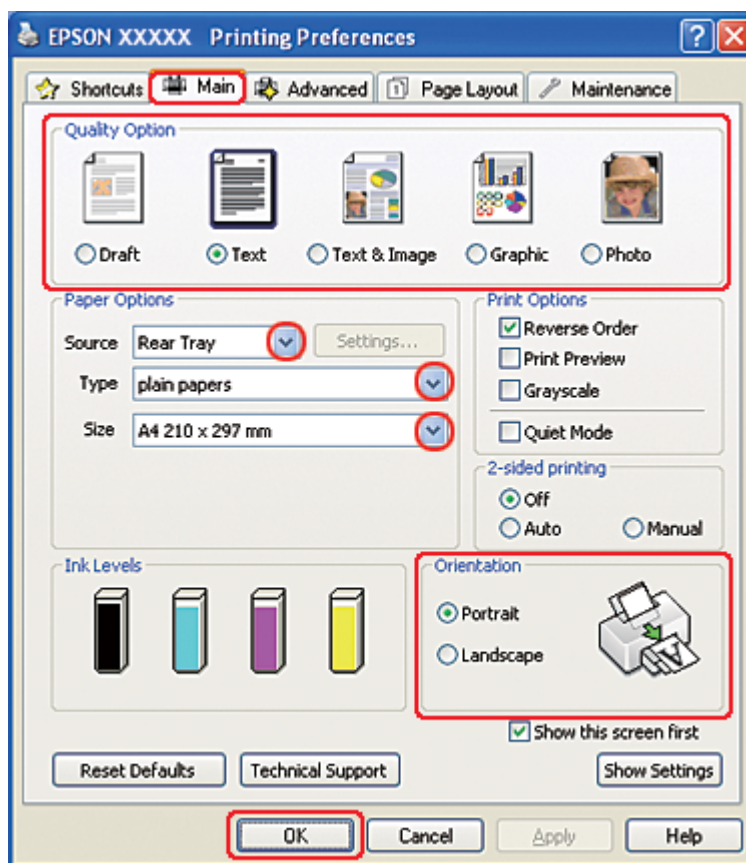 EPSON XXXXX Printing Preferences
Shortcuts Main Advanced Page Layout Maintenance
Quality Option
Draft Text Text & Image Graphic Photo
Paper Options
Source Rear Tray Settings...
Type plain papers
Size A4 210 x 297 mm
Print Options
Reverse Order
Print Preview
Grayscale
Quiet Mode
2-sided printing
Off
Auto Manual
Ink Levels
Orientation
Portrait
Landscape
Show this screen first
Reset Defaults Technical Support Show Settings
OK Cancel Apply Help